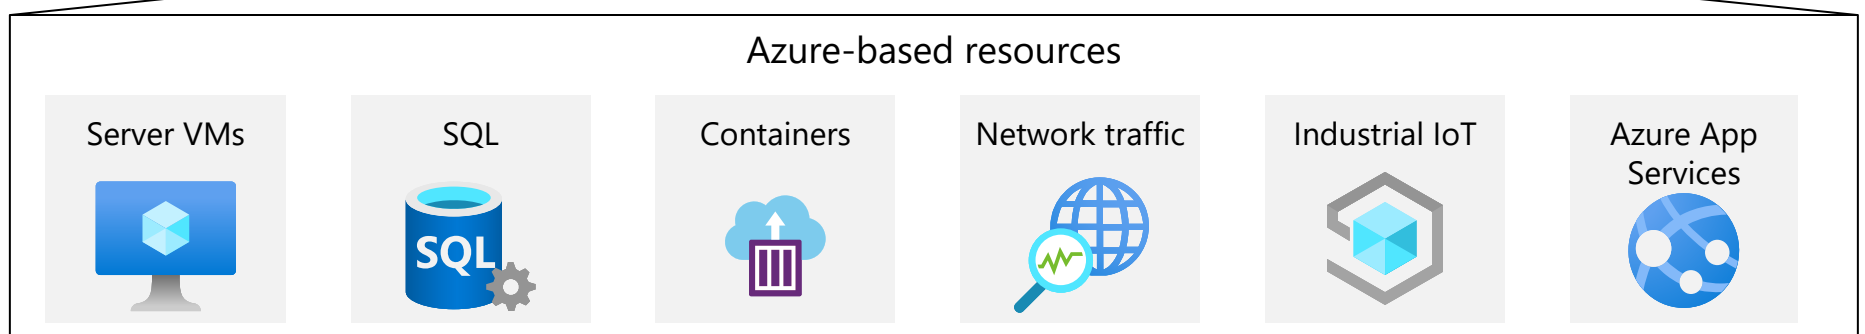 Azure-based resources
Server VMs
SQL
Containers
Network traffic
Industrial IoT
Azure App
Services
SQL